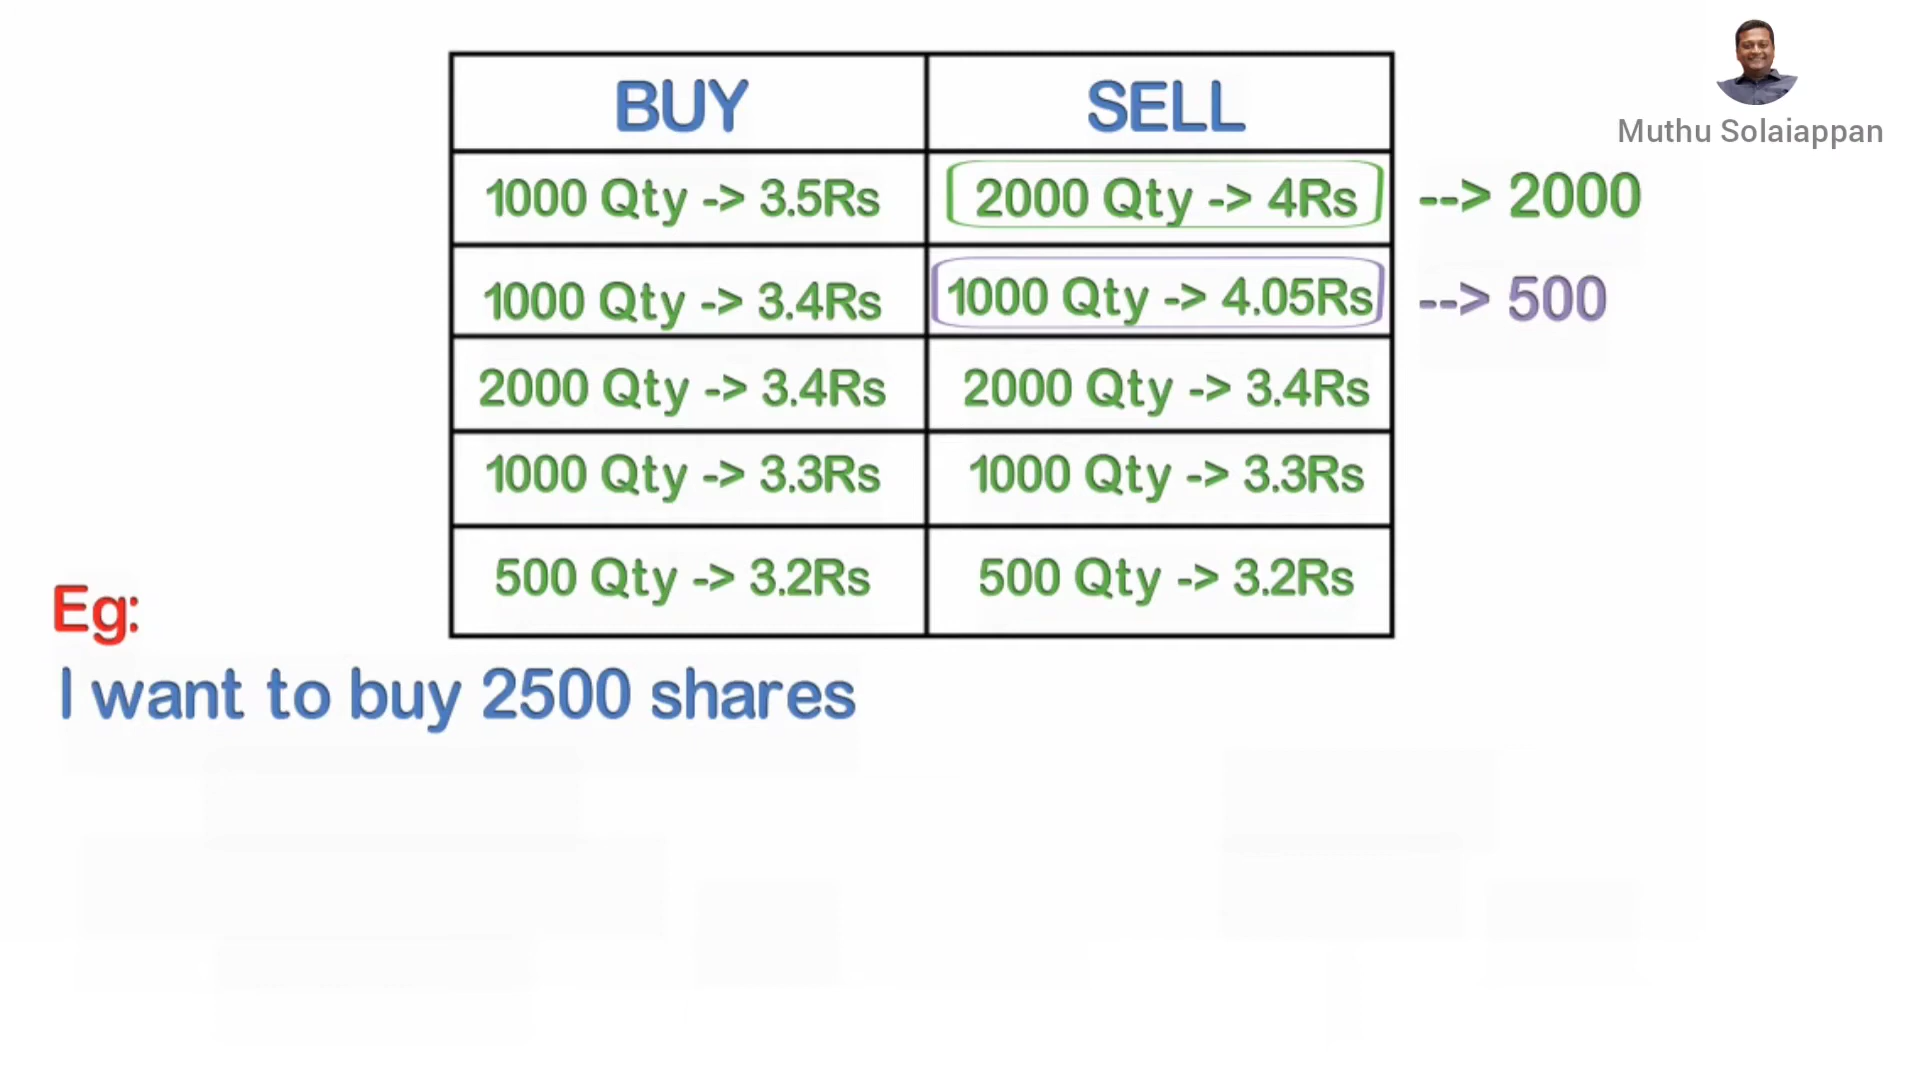 Muthu Solaiappan
BUY SELL
1000 Qty -> 3.5Rs 2000 Qty -> 4Rs --> 2000
1000 Qty -> 3.4Rs 1000 Qty -> 4.05Rs --> 500
2000 Qty -> 3.4Rs 2000 Qty -> 3.4Rs
1000 Qty -> 3.3Rs 1000 Qty -> 3.3Rs
500 Qty -> 3.2Rs 500 Qty -> 3.2Rs
Eg:
I want to buy 2500 shares